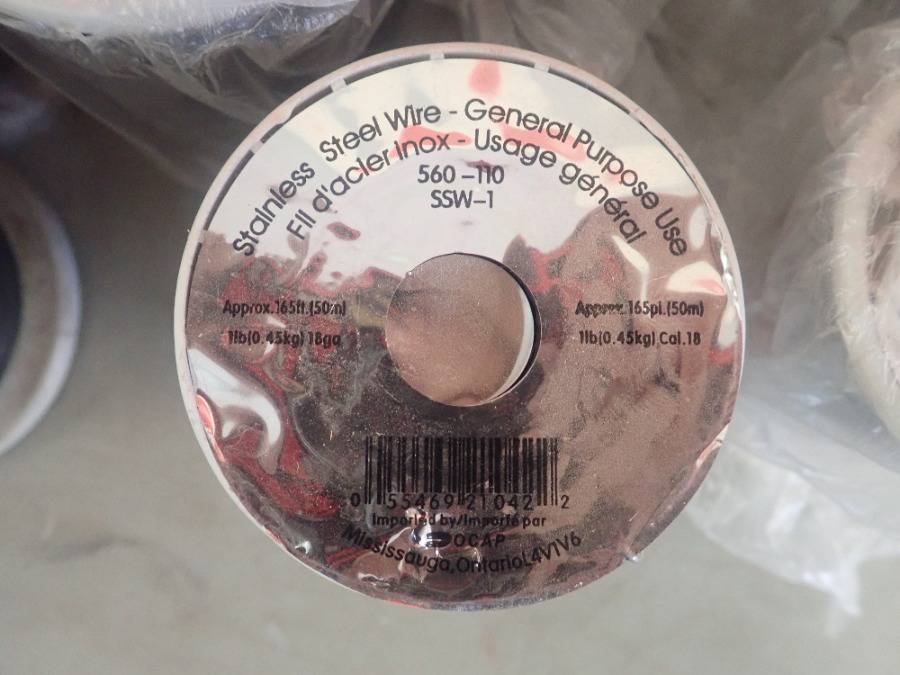 Stainless Steel Wire - General Purpose Use
Fil d'acier Inox - Usage général
560-110
SSW-1
Approx.165ft.(50m)
1lb(0.45kg) 18ga
Approx.165pi.(50m)
1lb(0.45kg) Cal.18
0 55469 21042 2
Imported by/Importé par
Mississauga,OntarioL4V1V6